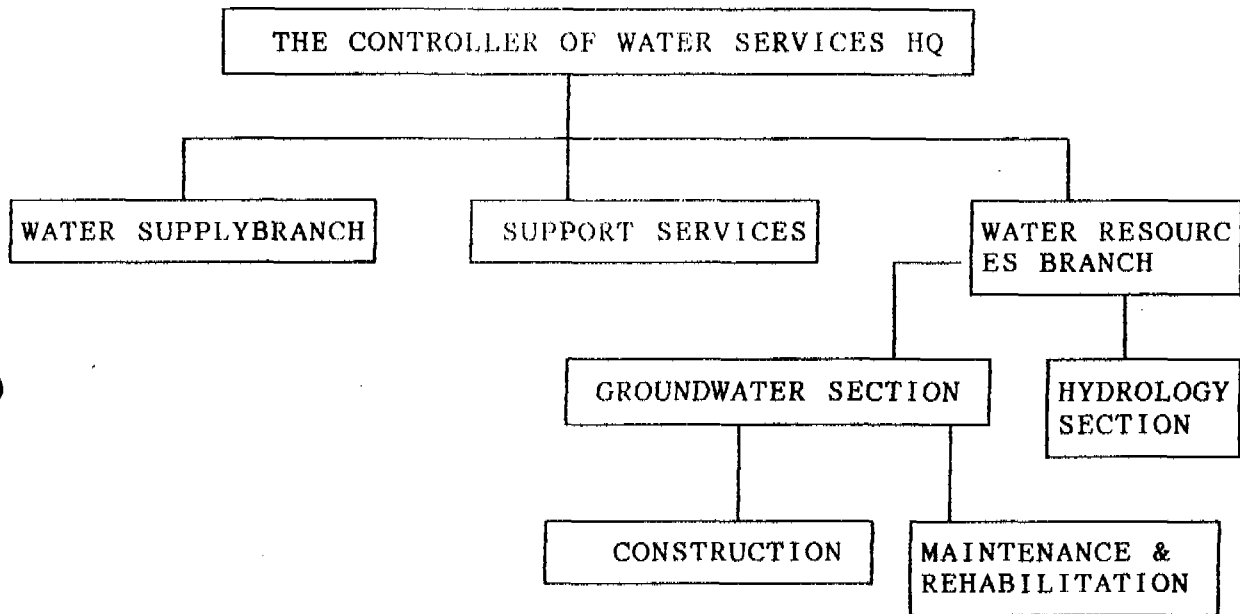 THE CONTROLLER OF WATER SERVICES HQ
WATER SUPPLYBRANCH
SUPPORT SERVICES
WATER RESOURC
ES BRANCH
GROUNDWATER SECTION
HYDROLOGY
SECTION
CONSTRUCTION
MAINTENANCE &
REHABILITATION